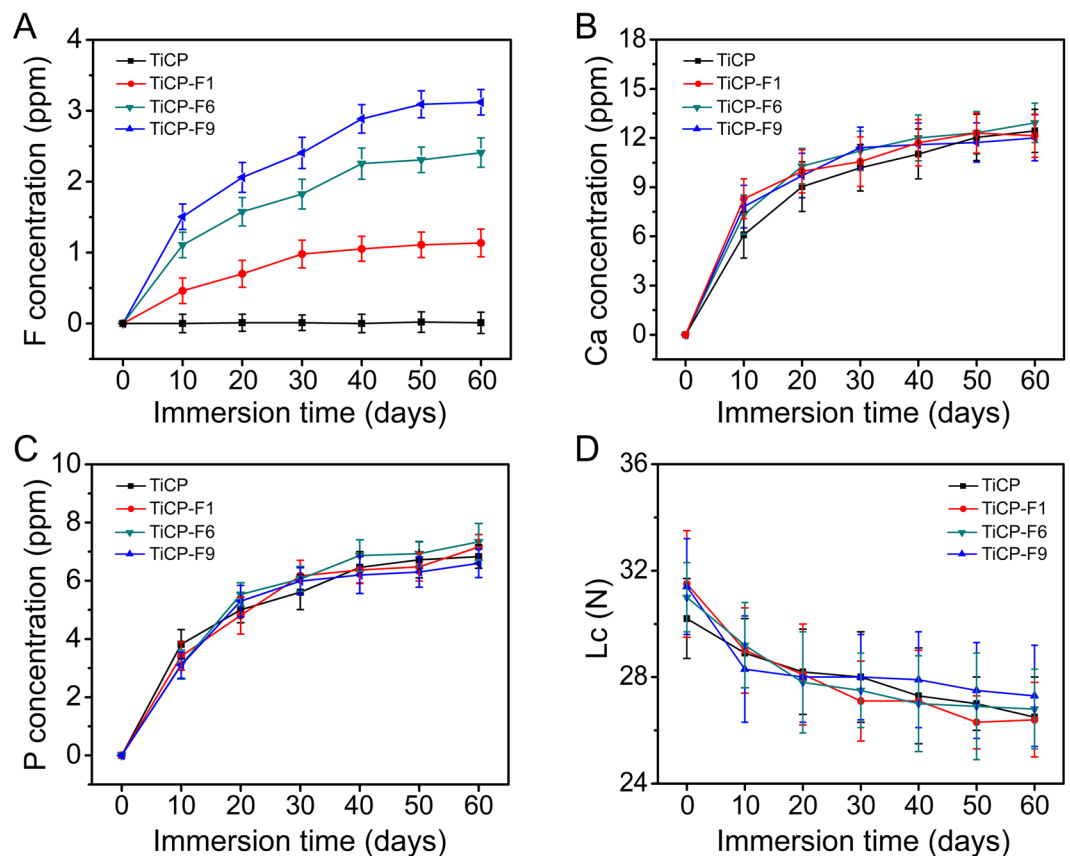 A
F concentration (ppm)
4
3
2
1
0
TiCP
TiCP-F1
TiCP-F6
TiCP-F9
0 10 20 30 40 50 60
Immersion time (days)
B
Ca concentration (ppm)
18
15
12
9
6
3
0
TiCP
TiCP-F1
TiCP-F6
TiCP-F9
0 10 20 30 40 50 60
Immersion time (days)
C
P concentration (ppm)
10
8
6
4
2
0
TiCP
TiCP-F1
TiCP-F6
TiCP-F9
0 10 20 30 40 50 60
Immersion time (days)
D
Lc (N)
36
32
28
24
TiCP
TiCP-F1
TiCP-F6
TiCP-F9
0 10 20 30 40 50 60
Immersion time (days)